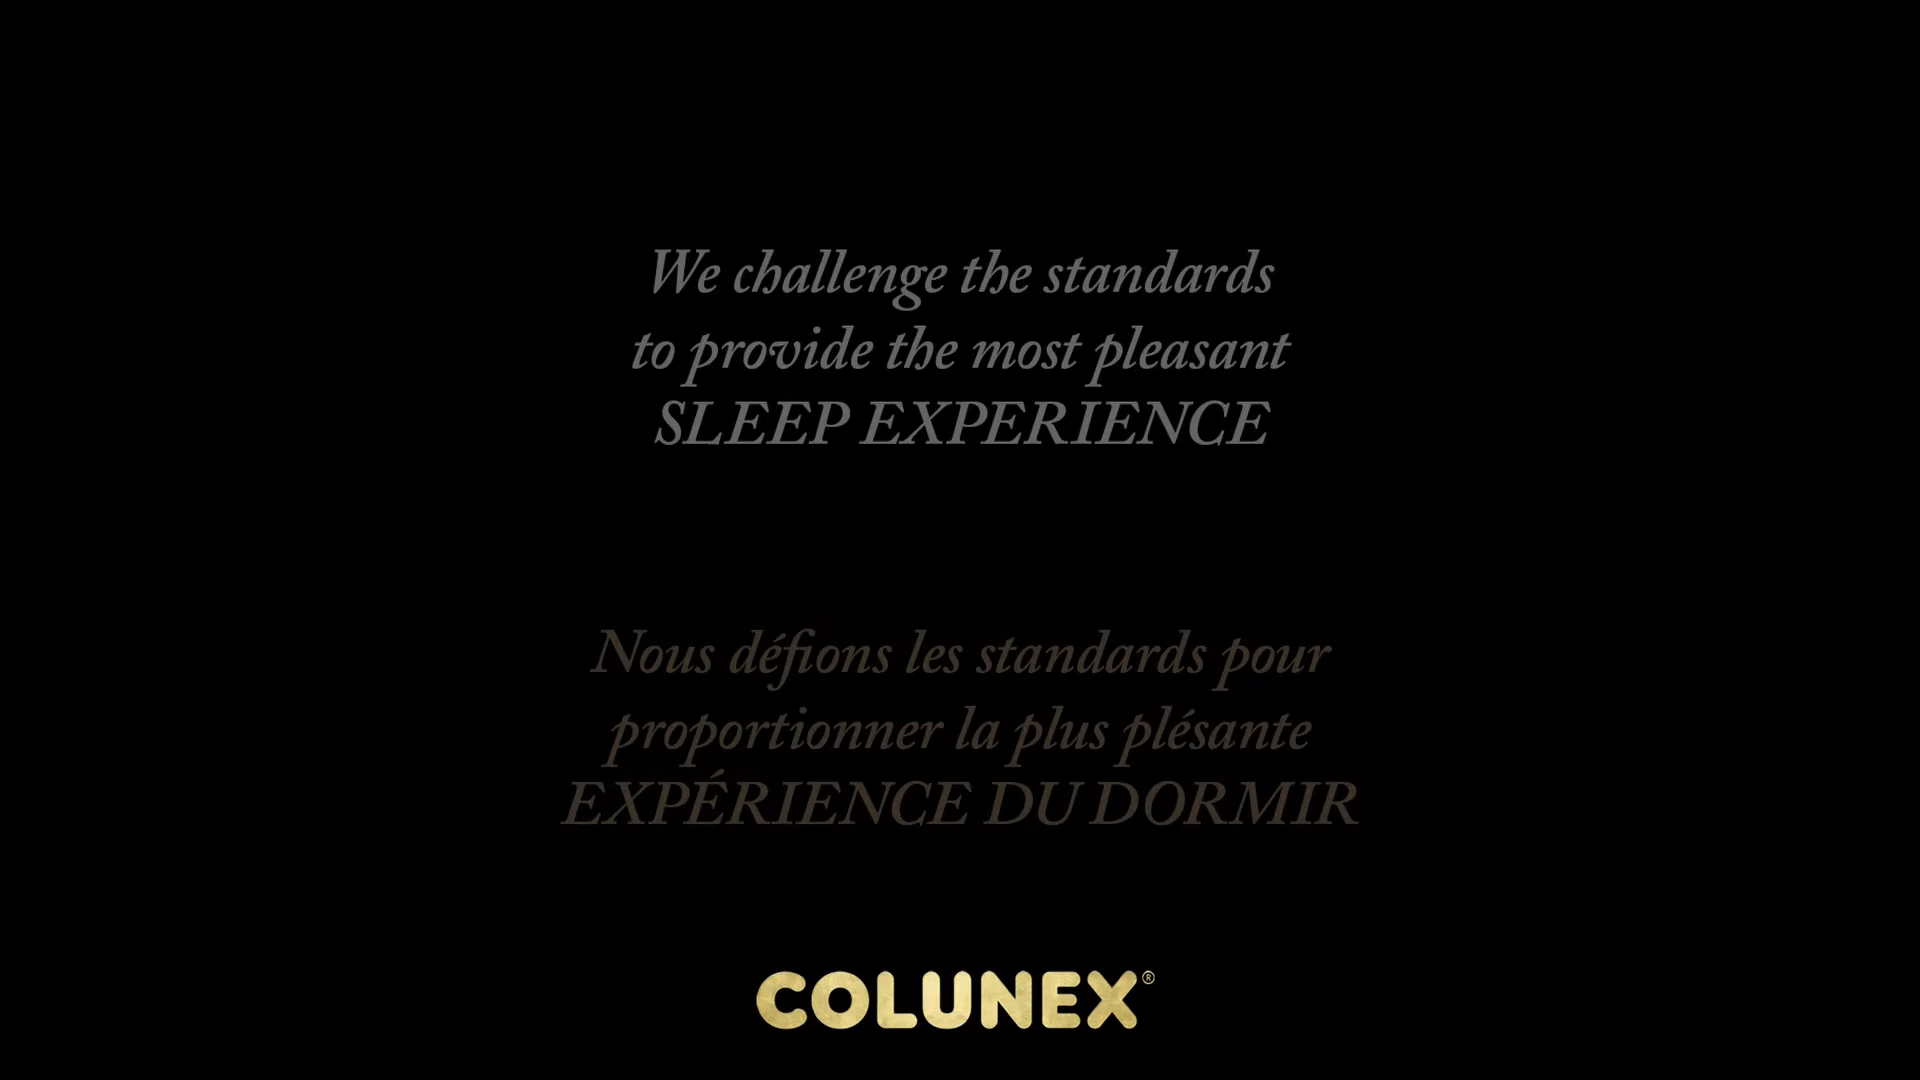 We challenge the standards
to provide the most pleasant
SLEEP EXPERIENCE
Nous défions les standards pour
proportionner la plus plésante
EXPÉRIENCE DU DORMIR
COLUNEX®